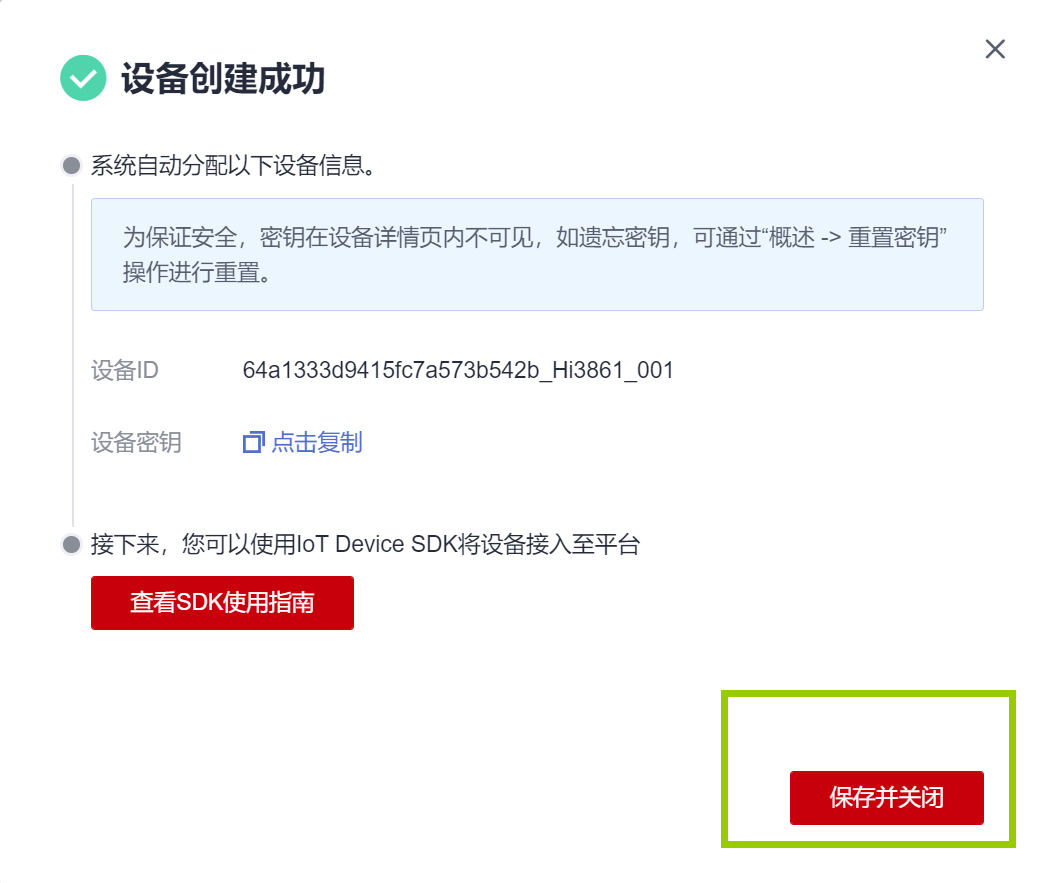 设备创建成功
系统自动分配以下设备信息。
为保证安全，密钥在设备详情页内不可见，如遗忘密钥，可通过“概述 -> 重置密钥”
操作进行重置。
设备ID 64a1333d9415fc7a573b542b_Hi3861_001
设备密钥 点击复制
接下来，您可以使用IoT Device SDK将设备接入至平台
查看SDK使用指南
保存并关闭